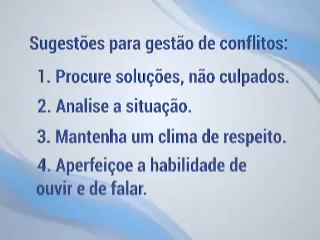 Sugestões para gestão de conflitos:
1. Procure soluções, não culpados.
2. Analise a situação.
3. Mantenha um clima de respeito.
4. Aperfeiçoe a habilidade de
ouvir e de falar.